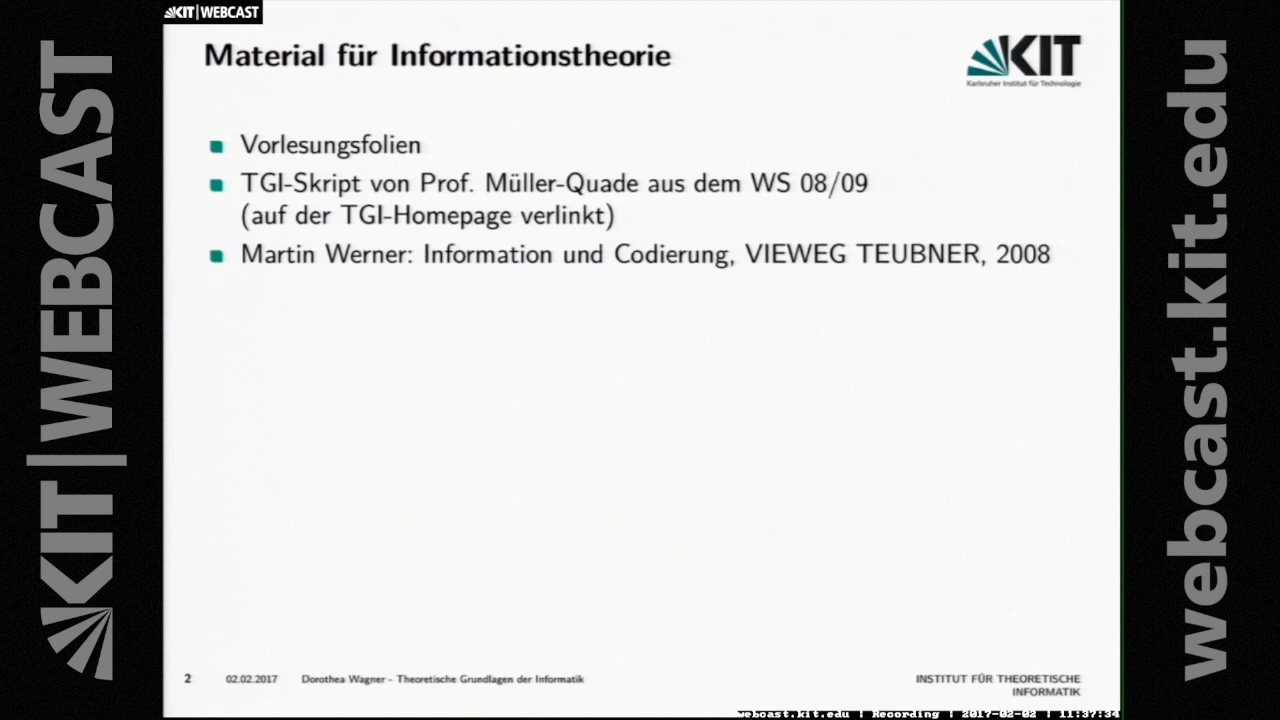 KIT|WEBCAST
KIT|WEBCAST
webcast.kit.edu
Material für Informationstheorie
KIT
Karlsruher Institut für Technologie
Vorlesungsfolien
TGI-Skript von Prof. Müller-Quade aus dem WS 08/09
(auf der TGI-Homepage verlinkt)
Martin Werner: Information und Codierung, VIEWEG TEUBNER, 2008
2 02.02.2017 Dorothea Wagner - Theoretische Grundlagen der Informatik
INSTITUT FÜR THEORETISCHE
INFORMATIK
webcast.kit.edu | Recording | 2017-02-02 | 11:37:34